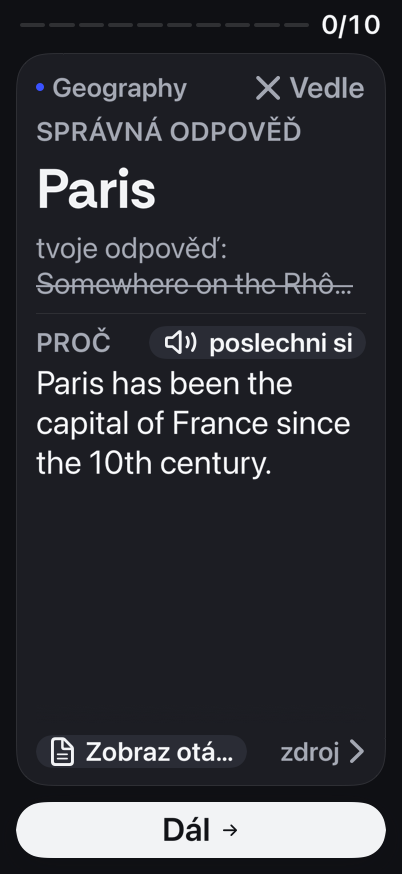 0/10
Geography
Vedle
SPRÁVNÁ ODPOVĚĎ
Paris
tvoje odpověď:
Somewhere on the Rhô...
PROČ
poslechni si
Paris has been the
capital of France since
the 10th century.
Zobraz otá...
zdroj
Dál →